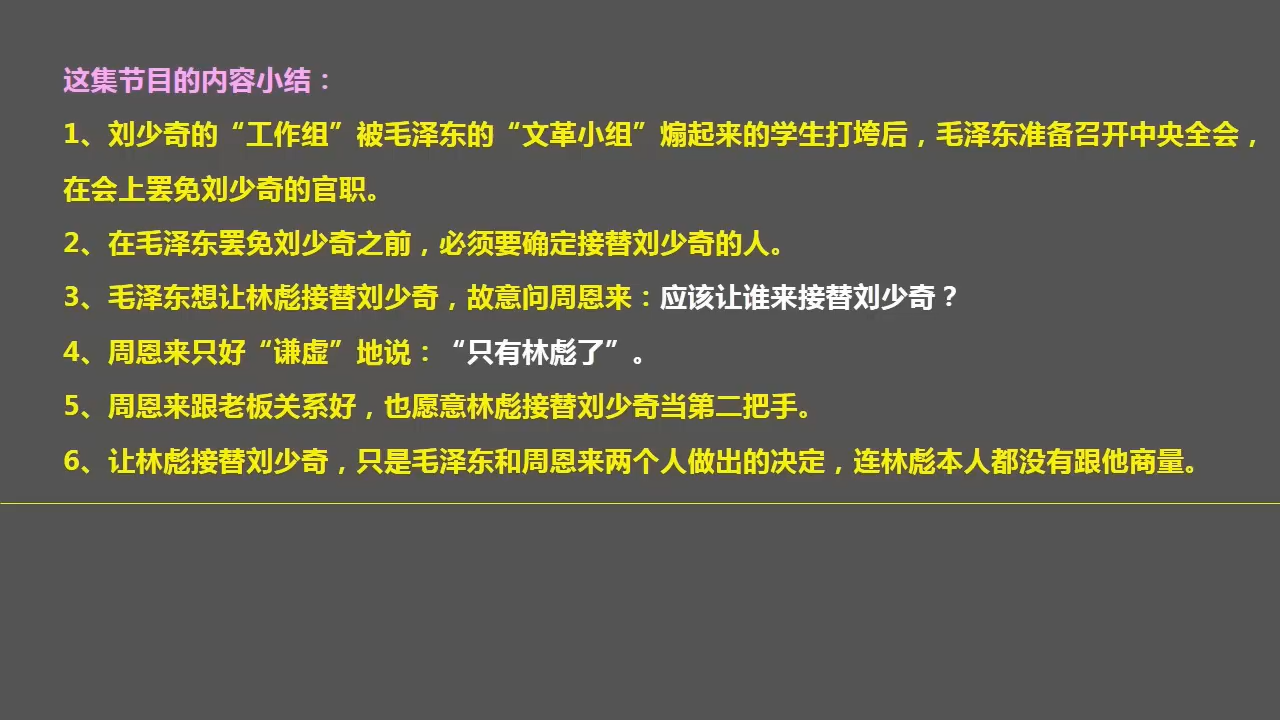 这集节目的内容小结：
1、刘少奇的“工作组”被毛泽东的“文革小组”煽起来的学生打垮后，毛泽东准备召开中央全会，
在会上罢免刘少奇的官职。
2、在毛泽东罢免刘少奇之前，必须要确定接替刘少奇的人。
3、毛泽东想让林彪接替刘少奇，故意问周恩来：应该让谁来接替刘少奇？
4、周恩来只好“谦虚”地说：“只有林彪了”。
5、周恩来跟老板关系好，也愿意林彪接替刘少奇当第二把手。
6、让林彪接替刘少奇，只是毛泽东和周恩来两个人做出的决定，连林彪本人都没有跟他商量。